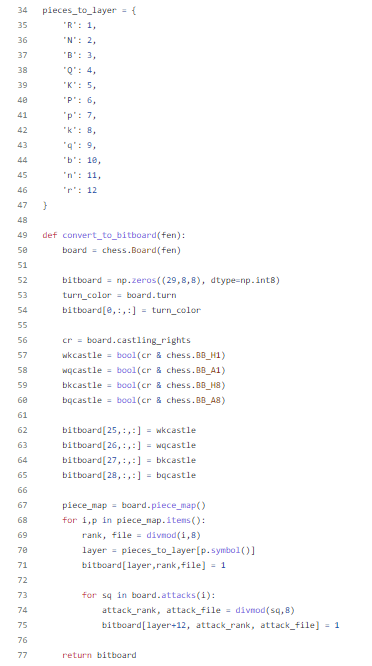 34 pieces_to_layer = {
35     'R': 1,
36     'N': 2,
37     'B': 3,
38     'Q': 4,
39     'K': 5,
40     'P': 6,
41     'p': 7,
42     'k': 8,
43     'q': 9,
44     'b': 10,
45     'n': 11,
46     'r': 12
47 }
48
49 def convert_to_bitboard(fen):
50     board = chess.Board(fen)
51
52     bitboard = np.zeros((29,8,8), dtype=np.int8)
53     turn_color = board.turn
54     bitboard[0,:,:] = turn_color
55
56     cr = board.castling_rights
57     wkcastle = bool(cr & chess.BB_H1)
58     wqcastle = bool(cr & chess.BB_A1)
59     bkcastle = bool(cr & chess.BB_H8)
60     bqcastle = bool(cr & chess.BB_A8)
61
62     bitboard[25,:,:] = wkcastle
63     bitboard[26,:,:] = wqcastle
64     bitboard[27,:,:] = bkcastle
65     bitboard[28,:,:] = bqcastle
66
67     piece_map = board.piece_map()
68     for i,p in piece_map.items():
69         rank, file = divmod(i,8)
70         layer = pieces_to_layer[p.symbol()]
71         bitboard[layer,rank,file] = 1
72
73         for sq in board.attacks(i):
74             attack_rank, attack_file = divmod(sq,8)
75             bitboard[layer+12, attack_rank, attack_file] = 1
76
77     return bitboard